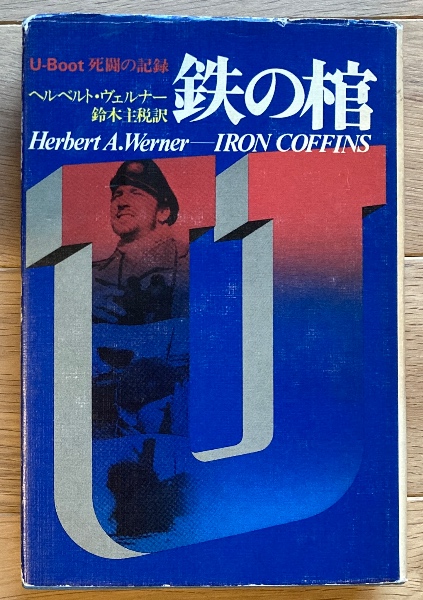 U-Boot 死闘の記録
鉄の棺
ヘルベルト・ヴェルナー
鈴木主税訳
Herbert A.Werner—IRON COFFINS
U